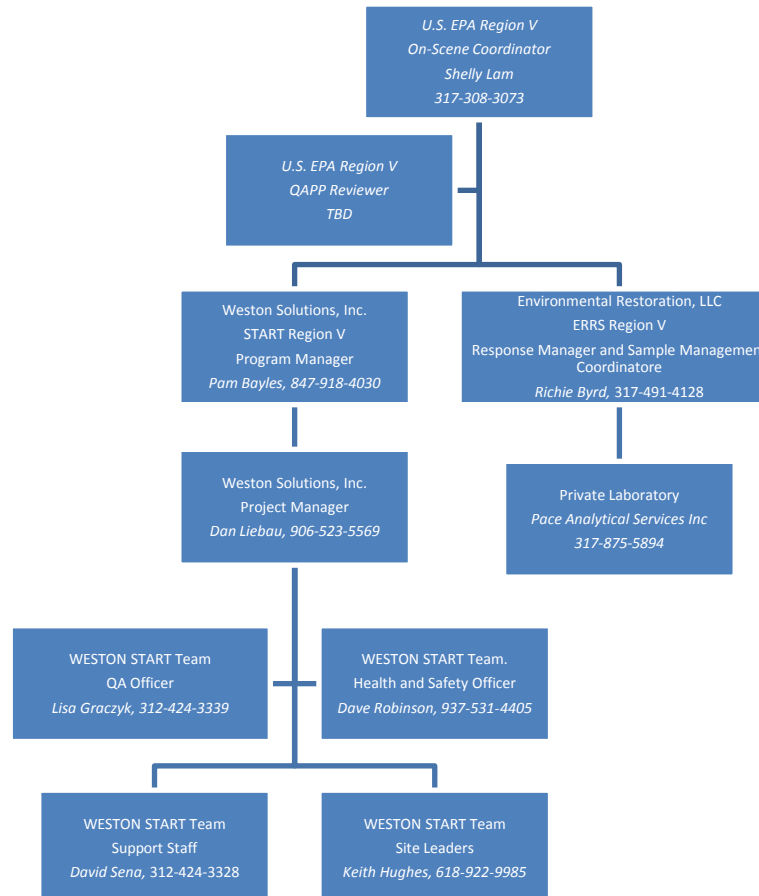 U.S. EPA Region V
On-Scene Coordinator
Shelly Lam
317-308-3073
U.S. EPA Region V
QAPP Reviewer
TBD
Weston Solutions, Inc.
START Region V
Program Manager
Pam Bayles, 847-918-4030
Environmental Restoration, LLC
ERRS Region V
Response Manager and Sample Management
Coordinatore
Richie Byrd, 317-491-4128
Weston Solutions, Inc.
Project Manager
Dan Liebau, 906-523-5569
Private Laboratory
Pace Analytical Services Inc
317-875-5894
WESTON START Team
QA Officer
Lisa Graczyk, 312-424-3339
WESTON START Team.
Health and Safety Officer
Dave Robinson, 937-531-4405
WESTON START Team
Support Staff
David Sena, 312-424-3328
WESTON START Team
Site Leaders
Keith Hughes, 618-922-9985